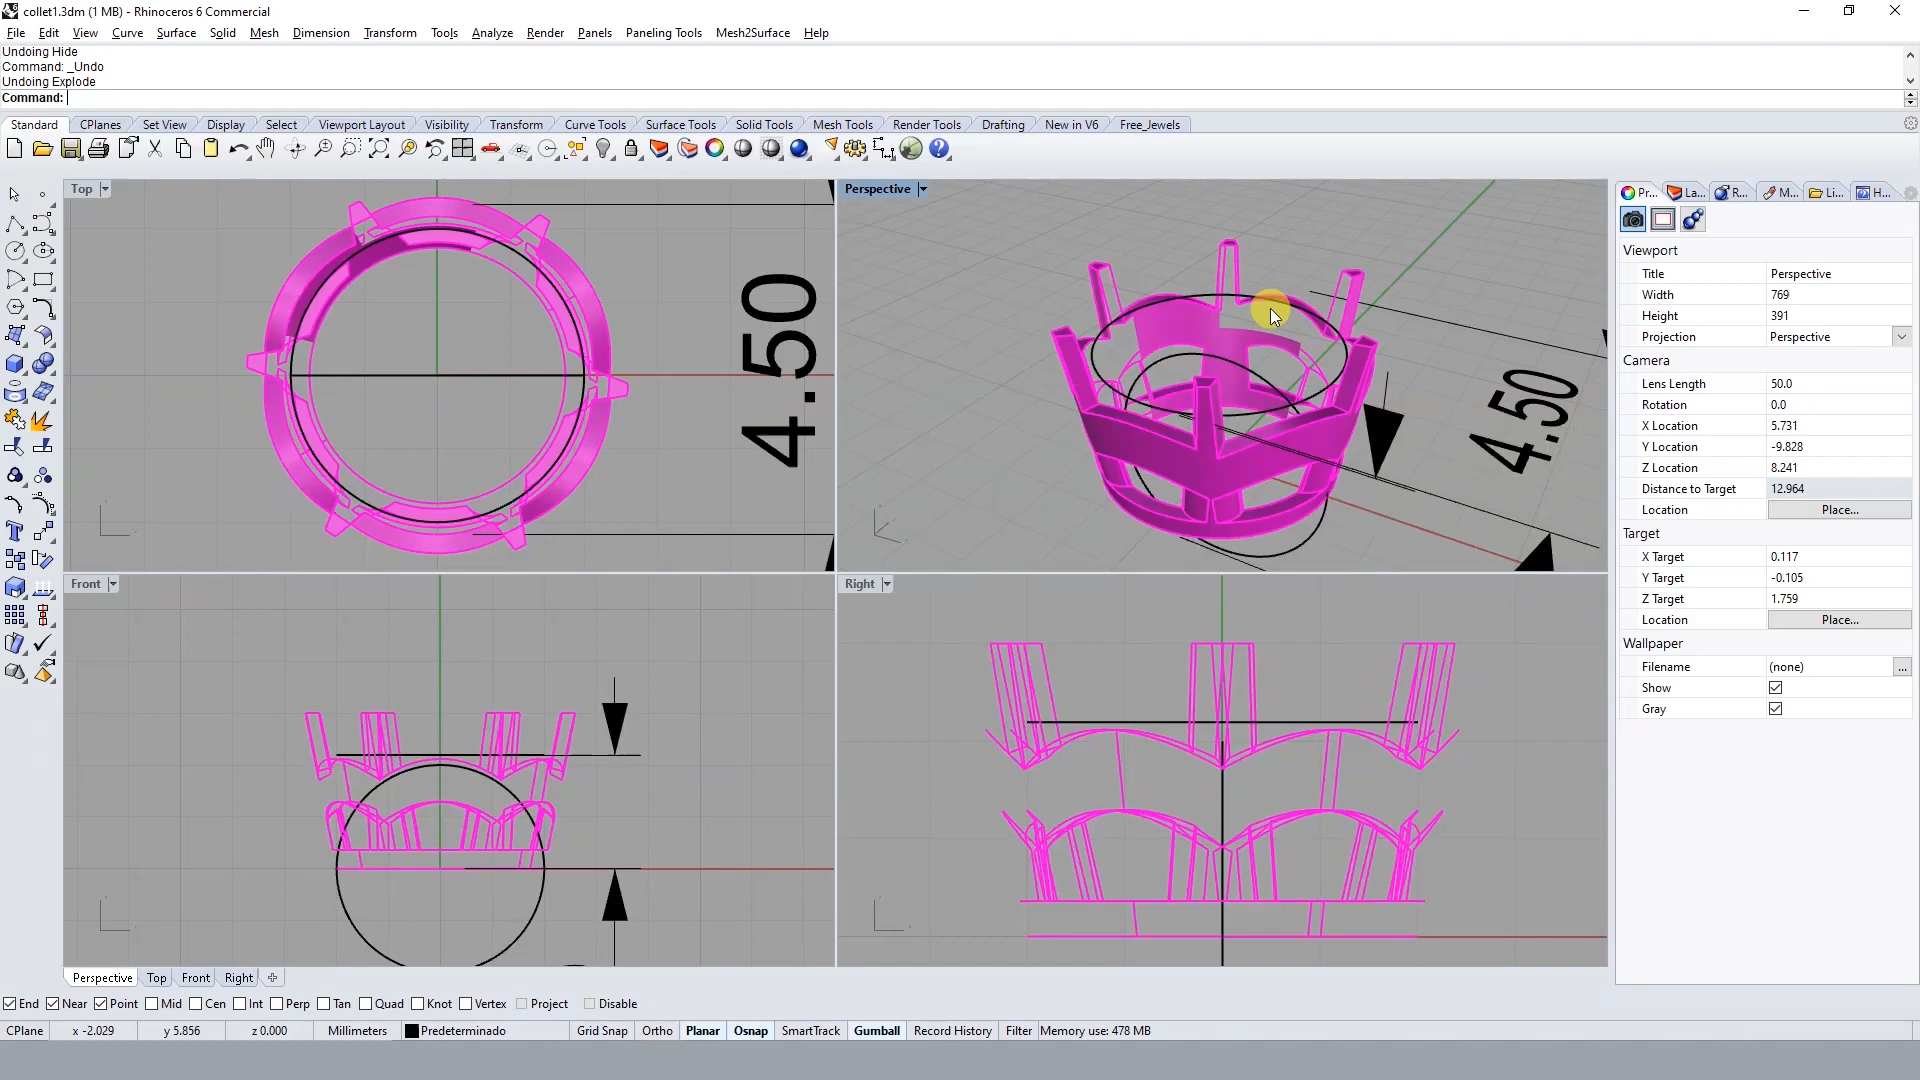 collet1.3dm (1 MB) - Rhinoceros 6 Commercial
File Edit View Curve Surface Solid Mesh Dimension Transform Tools Analyze Render Panels Paneling Tools Mesh2Surface Help
Undoing Hide
Command: _Undo
Undoing Explode
Command:
Standard CPlanes Set View Display Select Viewport Layout Visibility Transform Curve Tools Surface Tools Solid Tools Mesh Tools Render Tools Drafting New in V6 Free_Jewels
Top
4.50
Perspective
4.50
Front
Right
Pr... La... R... M... Li... H...
Viewport
Title Perspective
Width 769
Height 391
Projection Perspective
Camera
Lens Length 50.0
Rotation 0.0
X Location 5.731
Y Location -9.828
Z Location 8.241
Distance to Target 12.964
Location Place...
Target
X Target 0.117
Y Target -0.105
Z Target 1.759
Location Place...
Wallpaper
Filename (none) ...
Show
Gray
Perspective Top Front Right
End Near Point Mid Cen Int Perp Tan Quad Knot Vertex Project Disable
CPlane x -2.029 y 5.856 z 0.000 Millimeters Predeterminado Grid Snap Ortho Planar Osnap SmartTrack Gumball Record History Filter Memory use: 478 MB